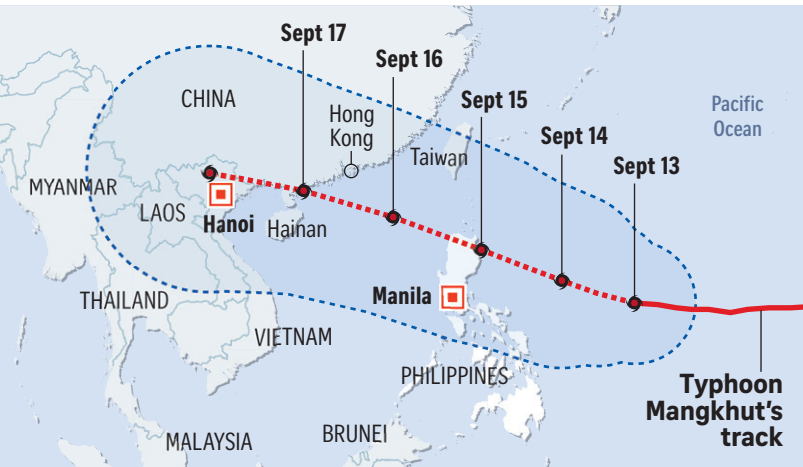 Sept 17
Sept 16
Sept 15
Sept 14
Sept 13
CHINA
Hong
Kong
Taiwan
Pacific
Ocean
MYANMAR
LAOS
Hanoi
Hainan
Manila
THAILAND
VIETNAM
PHILIPPINES
Typhoon
Mangkhut's
track
MALAYSIA
BRUNEI